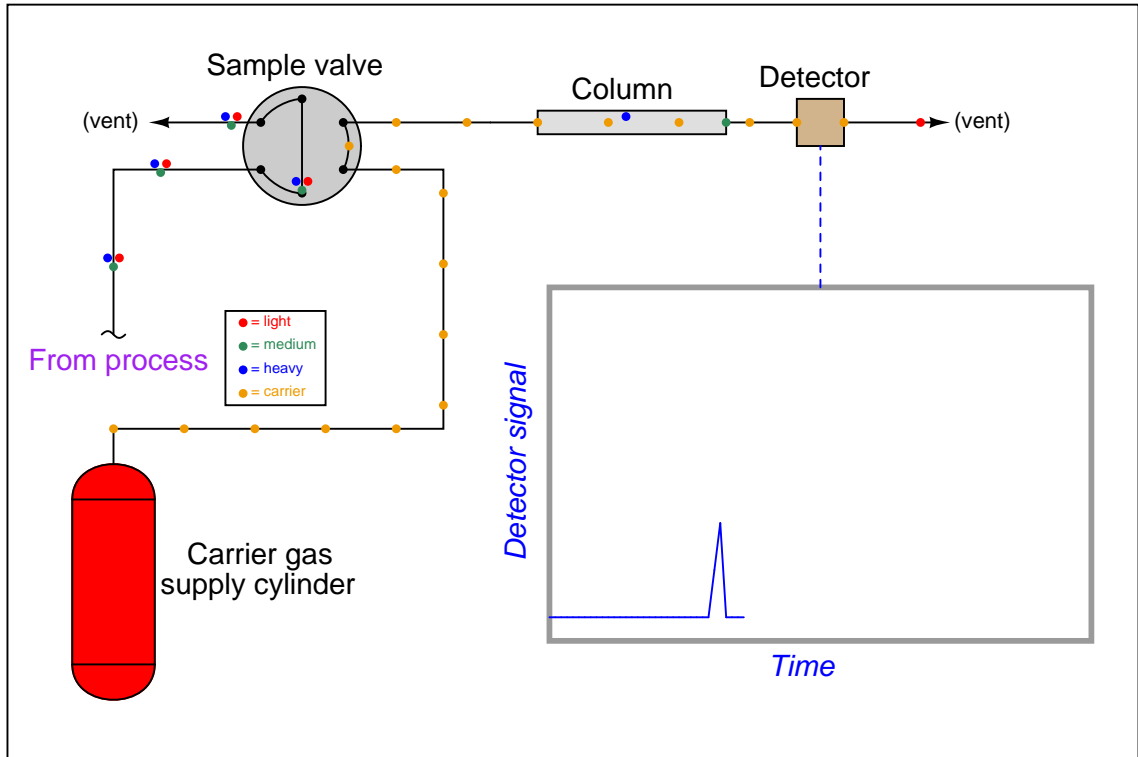 Sample valve
Column
Detector
(vent)
(vent)
= light
= medium
= heavy
= carrier
From process
Carrier gas
supply cylinder
Detector signal
Time